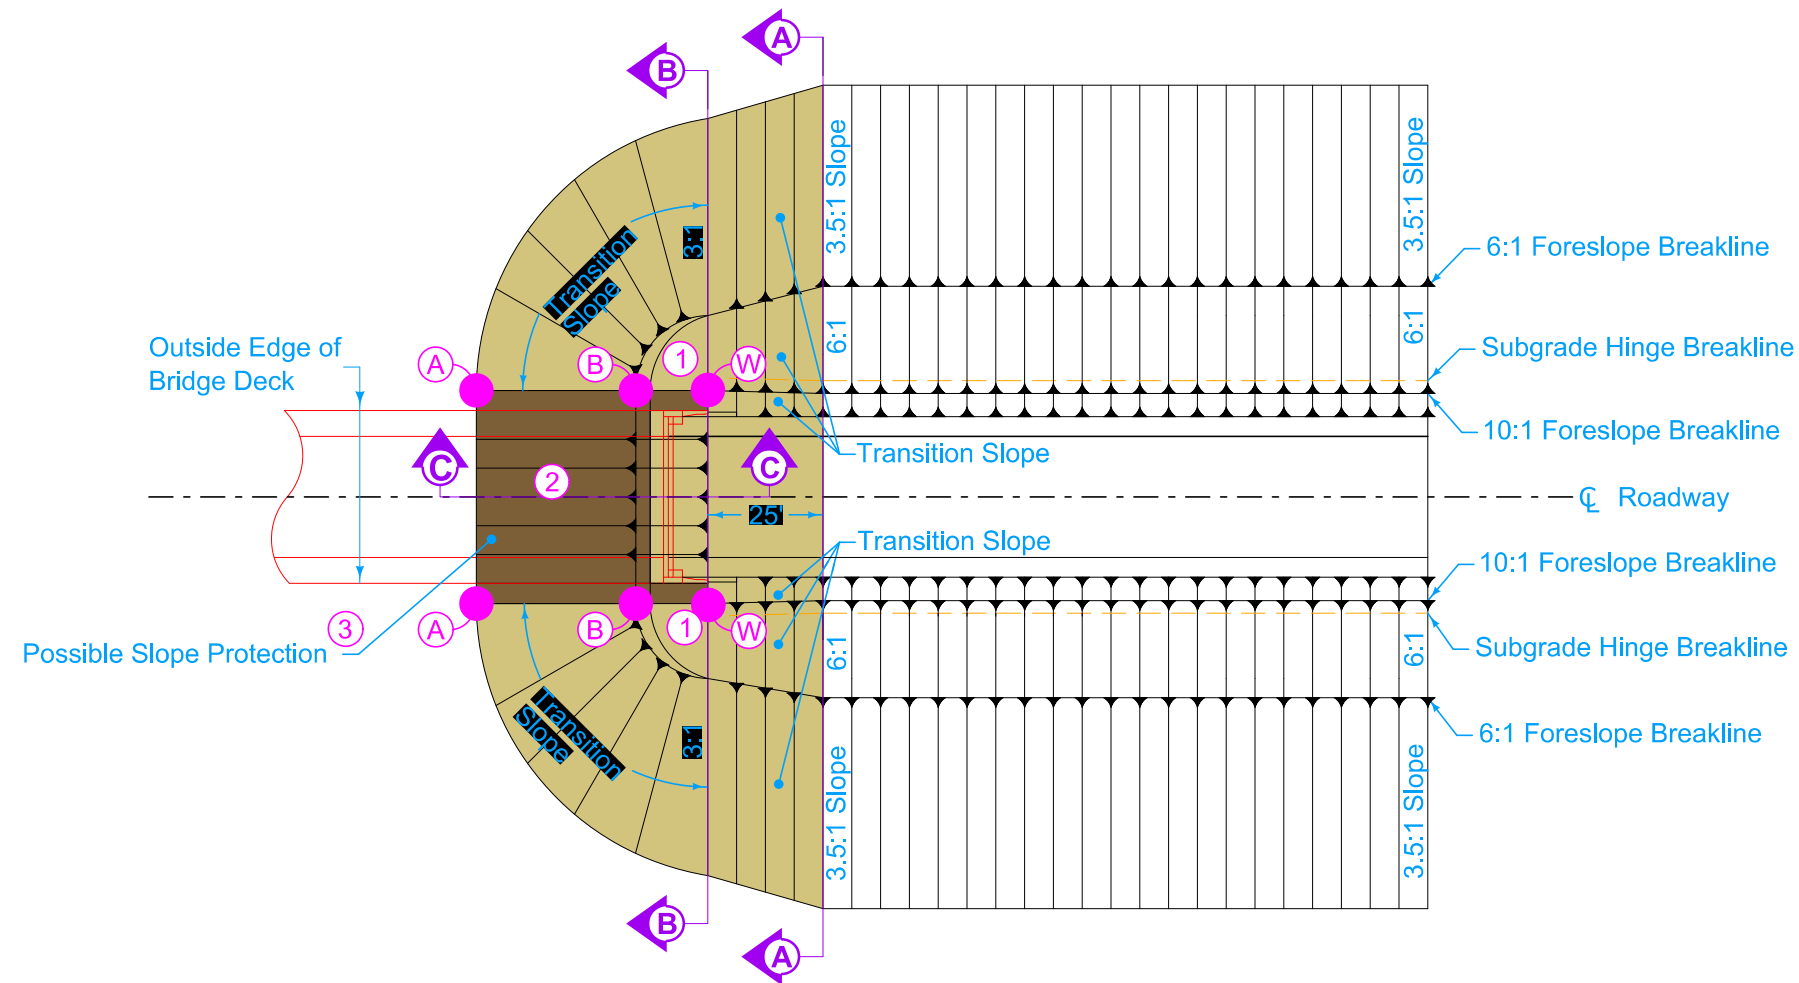 A
B
3.5:1 Slope
3.5:1 Slope
6:1 Foreslope Breakline
Transition
Slope
3:1
6:1
6:1
Outside Edge of
Bridge Deck
Subgrade Hinge Breakline
A
B
1
W
10:1 Foreslope Breakline
Transition Slope
C
C
2
℄ Roadway
25'
Transition Slope
10:1 Foreslope Breakline
3
A
B
1
W
Possible Slope Protection
6:1
6:1
Subgrade Hinge Breakline
Transition
Slope
3:1
6:1 Foreslope Breakline
3.5:1 Slope
3.5:1 Slope
B
A